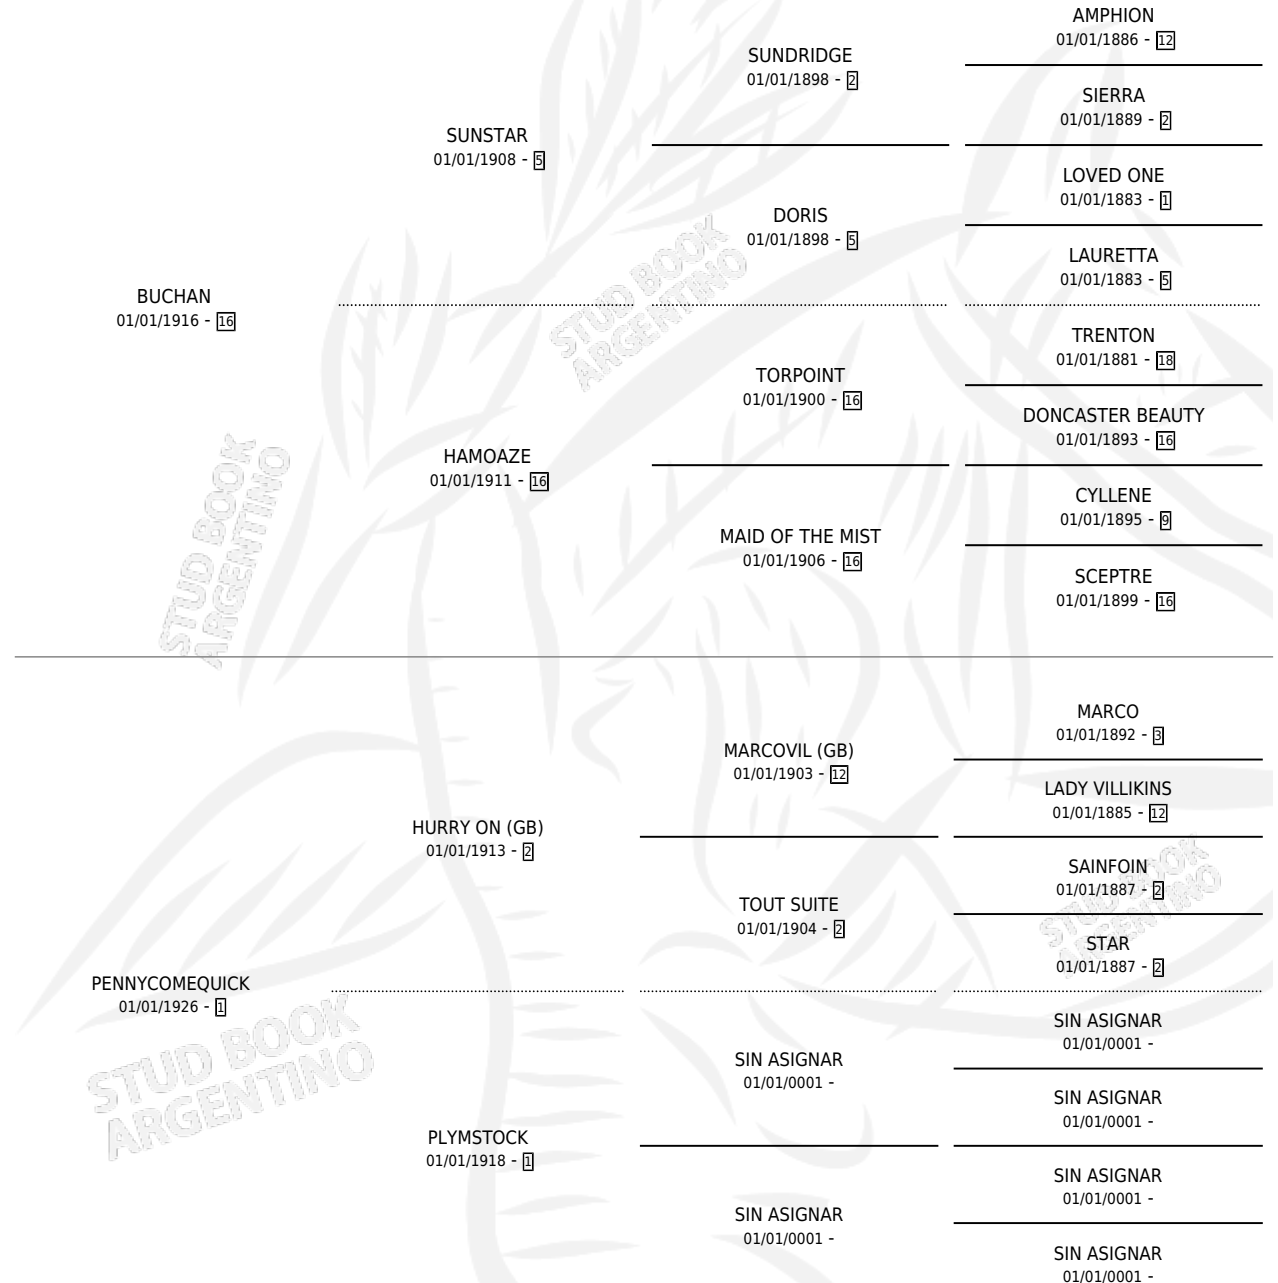 AMPHION
01/01/1886 - 12
SUNDRIDGE
01/01/1898 - 2
SIERRA
01/01/1889 - 2
SUNSTAR
01/01/1908 - 5
LOVED ONE
01/01/1883 - 1
DORIS
01/01/1898 - 5
LAURETTA
01/01/1883 - 5
BUCHAN
01/01/1916 - 16
STUD BOOK
ARGENTINO
TRENTON
01/01/1881 - 18
TORPOINT
01/01/1900 - 16
DONCASTER BEAUTY
01/01/1893 - 16
HAMOAZE
01/01/1911 - 16
CYLLENE
01/01/1895 - 9
MAID OF THE MIST
01/01/1906 - 16
SCEPTRE
01/01/1899 - 16
STUD BOOK
ARGENTINO
MARCO
01/01/1892 - 3
MARCOVIL (GB)
01/01/1903 - 12
LADY VILLIKINS
01/01/1885 - 12
HURRY ON (GB)
01/01/1913 - 2
SAINFOIN
01/01/1887 - 2
TOUT SUITE
01/01/1904 - 2
STAR
01/01/1887 - 2
STUD BOOK
ARGENTINO
PENNYCOMEQUICK
01/01/1926 - 1
STUD BOOK
ARGENTINO
SIN ASIGNAR
01/01/0001 -
SIN ASIGNAR
01/01/0001 -
SIN ASIGNAR
01/01/0001 -
PLYMSTOCK
01/01/1918 - 1
SIN ASIGNAR
01/01/0001 -
SIN ASIGNAR
01/01/0001 -
SIN ASIGNAR
01/01/0001 -